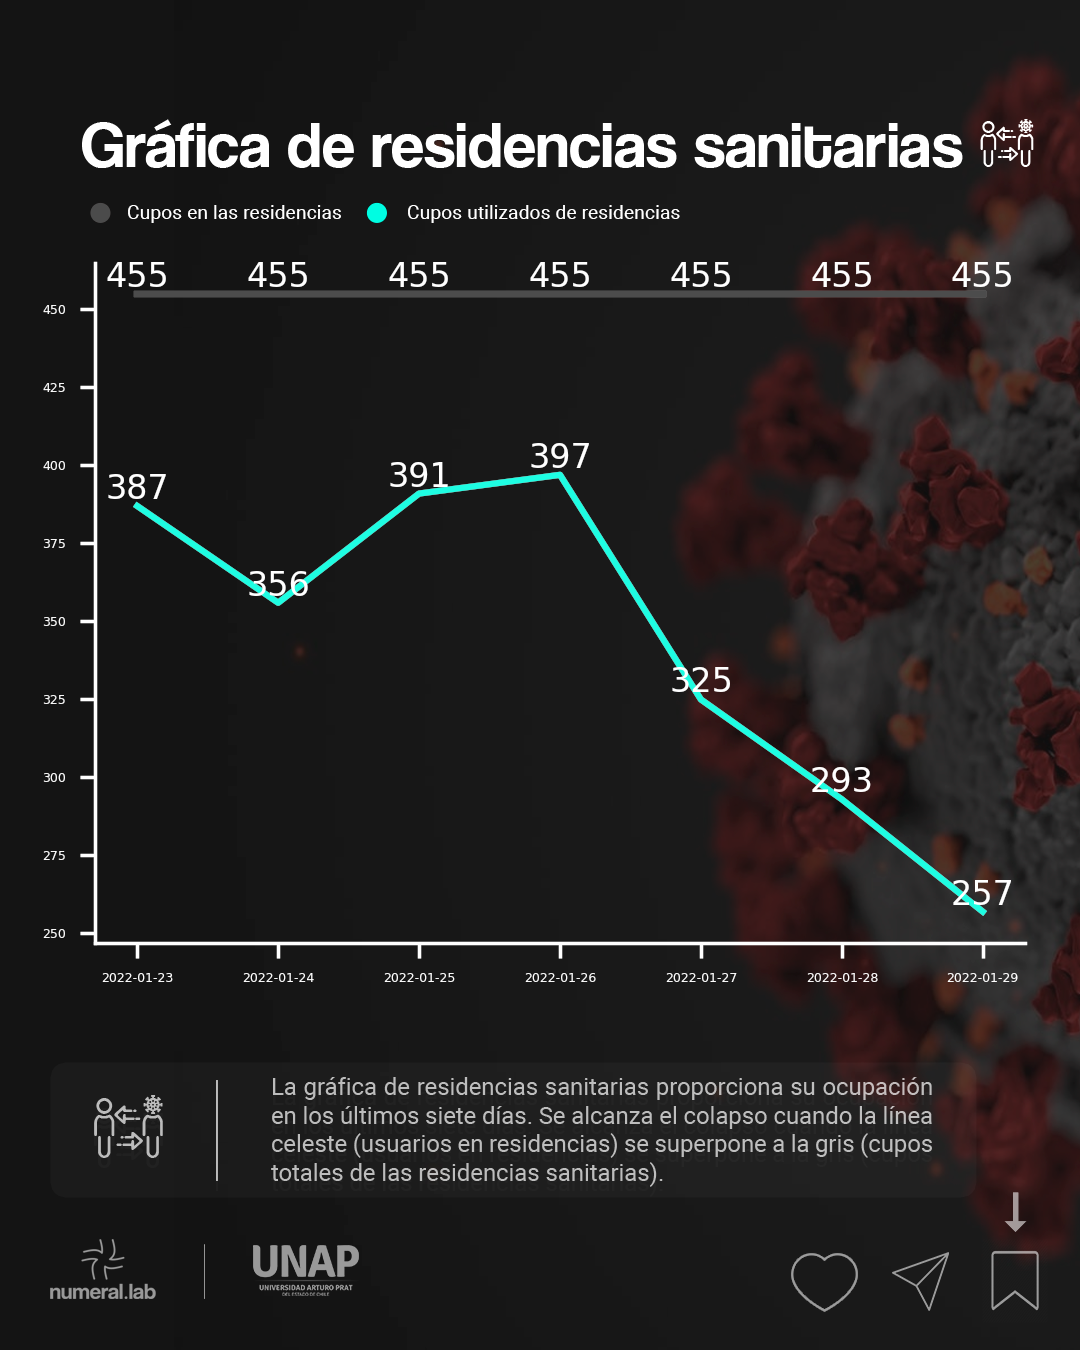 Gráfica de residencias sanitarias
Cupos en las residencias
Cupos utilizados de residencias
455 455 455 455 455 455 455
450
425
400
375
350
325
300
275
250
387
356
391
397
325
293
257
2022-01-23 2022-01-24 2022-01-25 2022-01-26 2022-01-27 2022-01-28 2022-01-29
La gráfica de residencias sanitarias proporciona su ocupación
en los últimos siete días. Se alcanza el colapso cuando la línea
celeste (usuarios en residencias) se superpone a la gris (cupos
totales de las residencias sanitarias).
numeral.lab
UNAP
UNIVERSIDAD ARTURO PRAT
DEL ESTADO DE CHILE